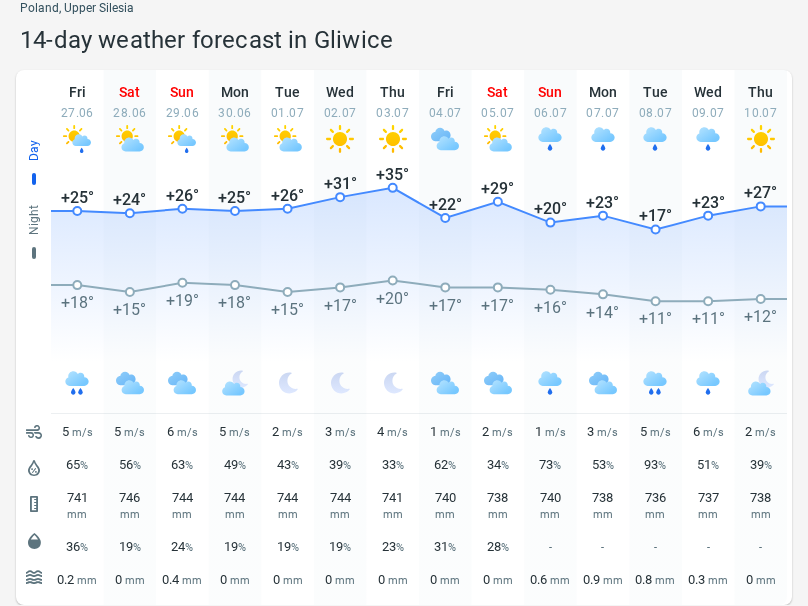 Poland, Upper Silesia
14-day weather forecast in Gliwice
Fri Sat Sun Mon Tue Wed Thu Fri Sat Sun Mon Tue Wed Thu
27.06 28.06 29.06 30.06 01.07 02.07 03.07 04.07 05.07 06.07 07.07 08.07 09.07 10.07
Day
+25° +24° +26° +25° +26° +31° +35° +22° +29° +20° +23° +17° +23° +27°
Night
+18° +15° +19° +18° +15° +17° +20° +17° +17° +16° +14° +11° +11° +12°
5 m/s 5 m/s 6 m/s 5 m/s 2 m/s 3 m/s 4 m/s 1 m/s 2 m/s 1 m/s 3 m/s 5 m/s 6 m/s 2 m/s
65% 56% 63% 49% 43% 39% 33% 62% 34% 73% 53% 93% 51% 39%
741 746 744 744 744 744 741 740 738 740 738 736 737 738
mm mm mm mm mm mm mm mm mm mm mm mm mm mm
36% 19% 24% 19% 19% 19% 23% 31% 28% - - - - -
0.2 mm 0 mm 0.4 mm 0 mm 0 mm 0 mm 0 mm 0 mm 0 mm 0.6 mm 0.9 mm 0.8 mm 0.3 mm 0 mm